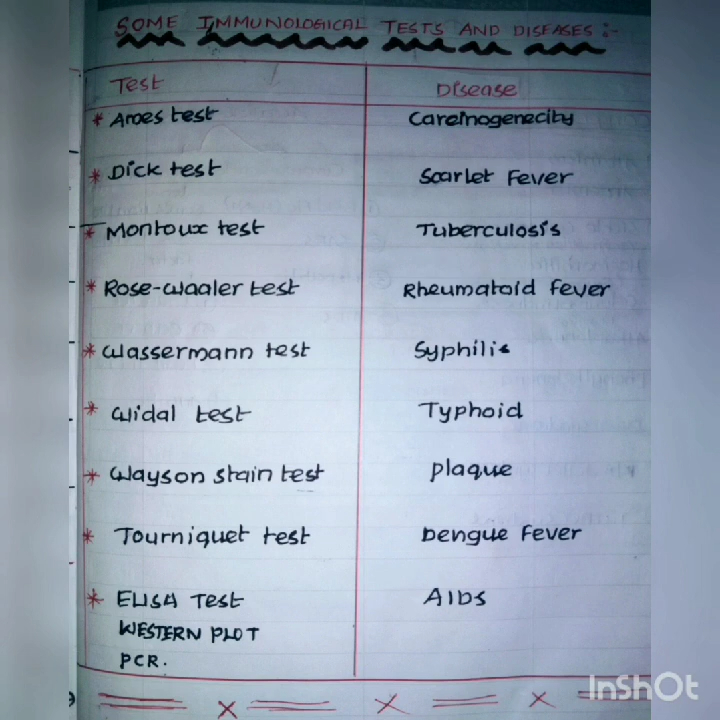 SOME IMMUNOLOGICAL TESTS AND DISEASES :-
Test Disease
* Ames test Carcinogenecity
* Dick test Scarlet Fever
* Montoux test Tuberculosis
* Rose-waaler test Rheumatoid fever
* Wassermann test Syphilis
* Widal test Typhoid
* Wayson stain test plaque
* Tourniquet test Dengue Fever
* ELISA TEST AIDS
WESTERN PLOT
PCR.
InShOt